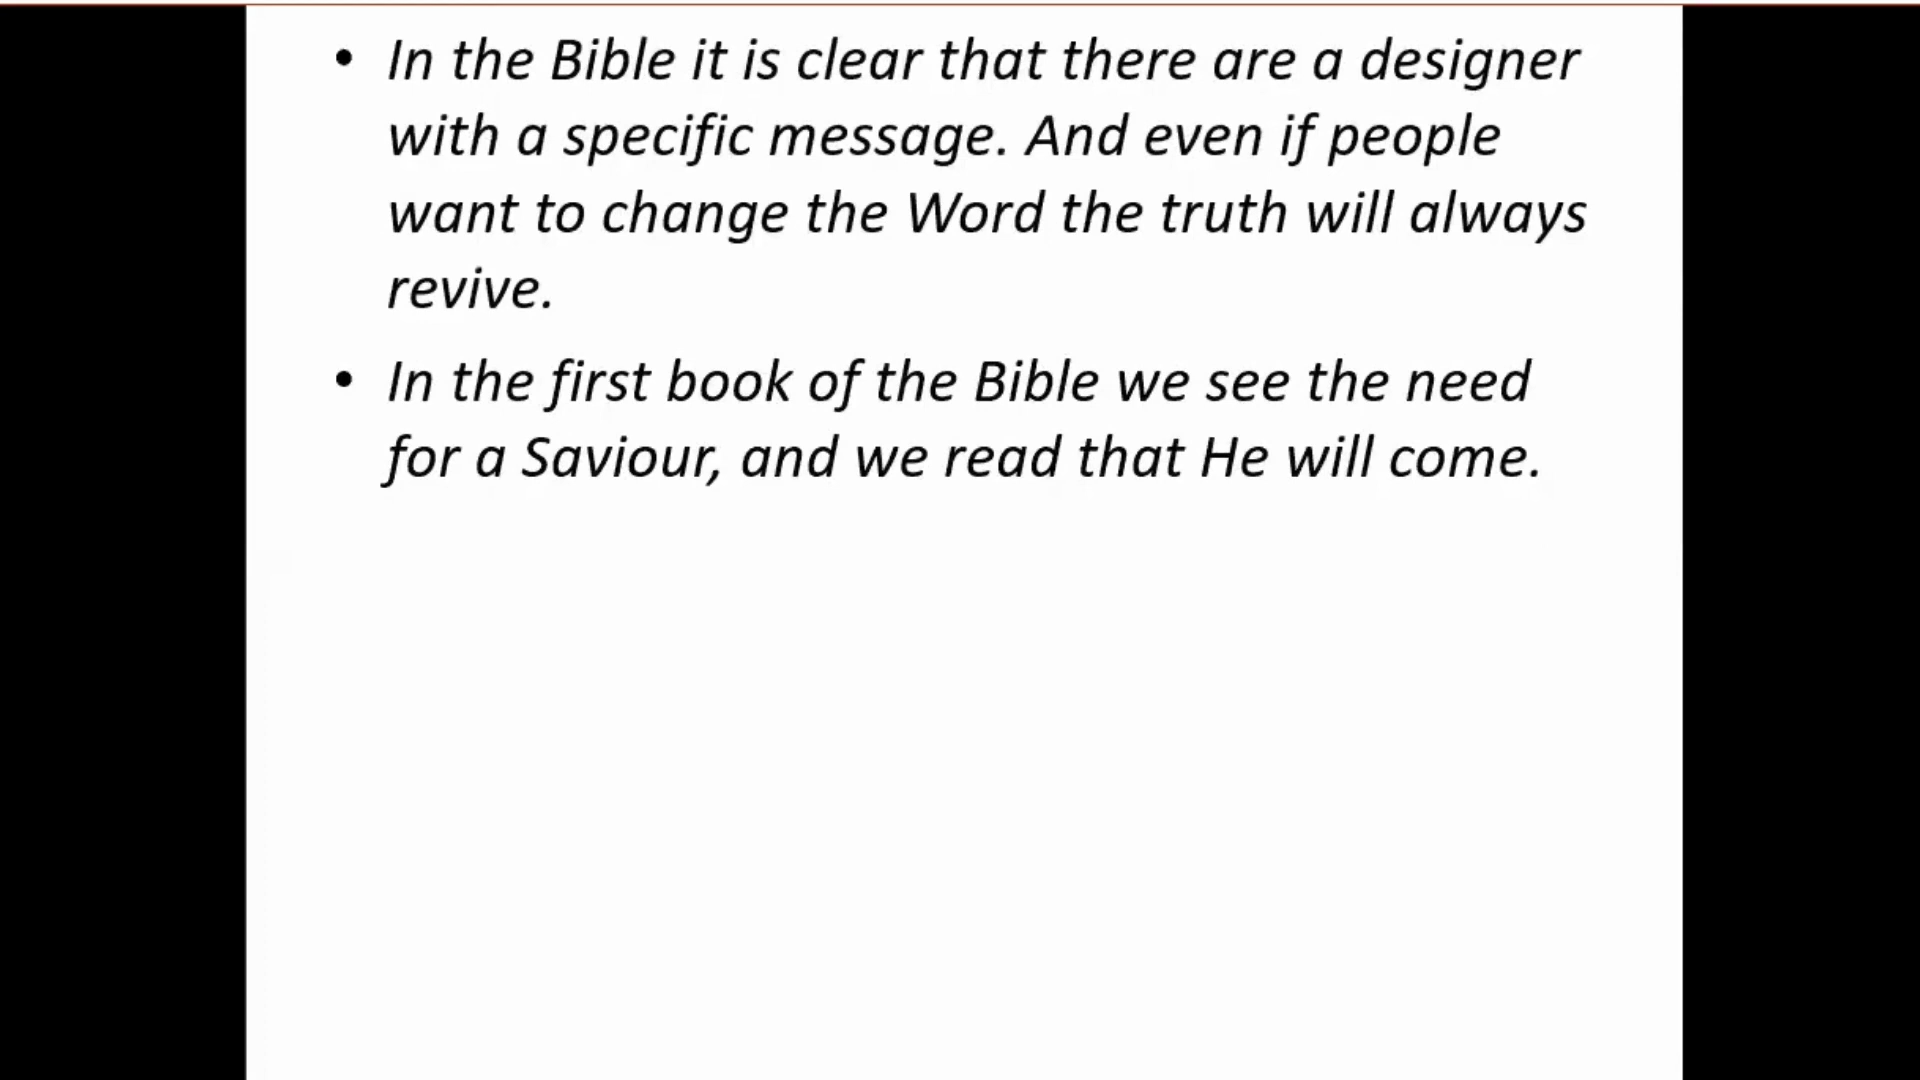 • In the Bible it is clear that there are a designer
with a specific message. And even if people
want to change the Word the truth will always
revive.
• In the first book of the Bible we see the need
for a Saviour, and we read that He will come.